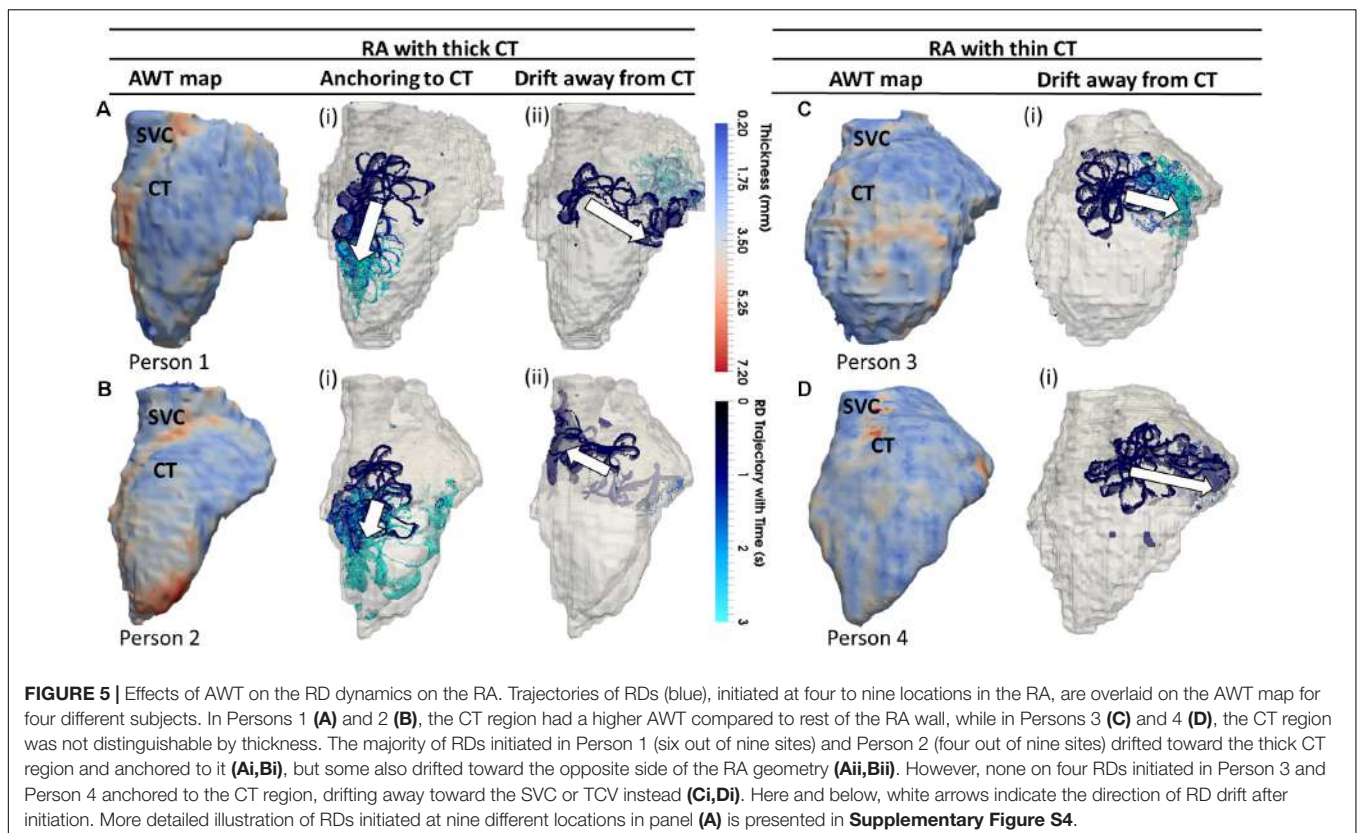 RA with thick CT
RA with thin CT
AWT map
Anchoring to CT
Drift away from CT
AWT map
Drift away from CT
A
SVC
CT
Person 1
(i)
(ii)
0.20
1.75
3.50
5.25
7.20
Thickness (mm)
C
SVC
CT
Person 3
(i)
B
SVC
CT
Person 2
(i)
(ii)
0
1
2
3
RD Trajectory with Time (s)
D
SVC
CT
Person 4
(i)
FIGURE 5 | Effects of AWT on the RD dynamics on the RA. Trajectories of RDs (blue), initiated at four to nine locations in the RA, are overlaid on the AWT map for
four different subjects. In Persons 1 (A) and 2 (B), the CT region had a higher AWT compared to rest of the RA wall, while in Persons 3 (C) and 4 (D), the CT region
was not distinguishable by thickness. The majority of RDs initiated in Person 1 (six out of nine sites) and Person 2 (four out of nine sites) drifted toward the thick CT
region and anchored to it (Ai,Bi), but some also drifted toward the opposite side of the RA geometry (Aii,Bii). However, none on four RDs initiated in Person 3 and
Person 4 anchored to the CT region, drifting away toward the SVC or TCV instead (Ci,Di). Here and below, white arrows indicate the direction of RD drift after
initiation. More detailed illustration of RDs initiated at nine different locations in panel (A) is presented in Supplementary Figure S4.